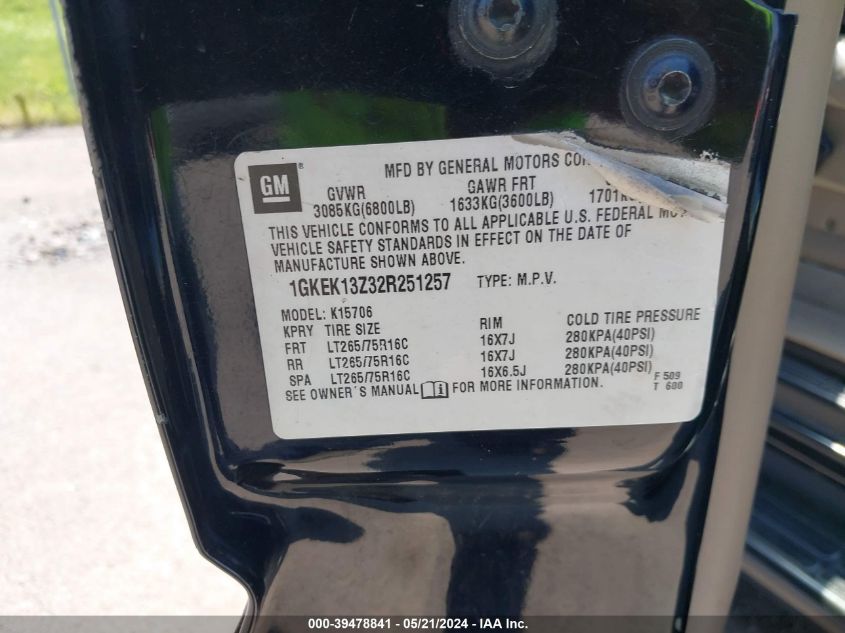 MFD BY GENERAL MOTORS COR
GM
GVWR GAWR FRT
3085KG(6800LB) 1633KG(3600LB) 1701KG
THIS VEHICLE CONFORMS TO ALL APPLICABLE U.S. FEDERAL MO
VEHICLE SAFETY STANDARDS IN EFFECT ON THE DATE OF
MANUFACTURE SHOWN ABOVE.
1GKEK13Z32R251257 TYPE: M.P.V.
MODEL: K15706
KPRY TIRE SIZE RIM COLD TIRE PRESSURE
FRT LT265/75R16C 16X7J 280KPA(40PSI)
RR LT265/75R16C 16X7J 280KPA(40PSI)
SPA LT265/75R16C 16X6.5J 280KPA(40PSI)
SEE OWNER'S MANUAL i FOR MORE INFORMATION.
F 509
T 600
000-39478841 - 05/21/2024 - IAA Inc.